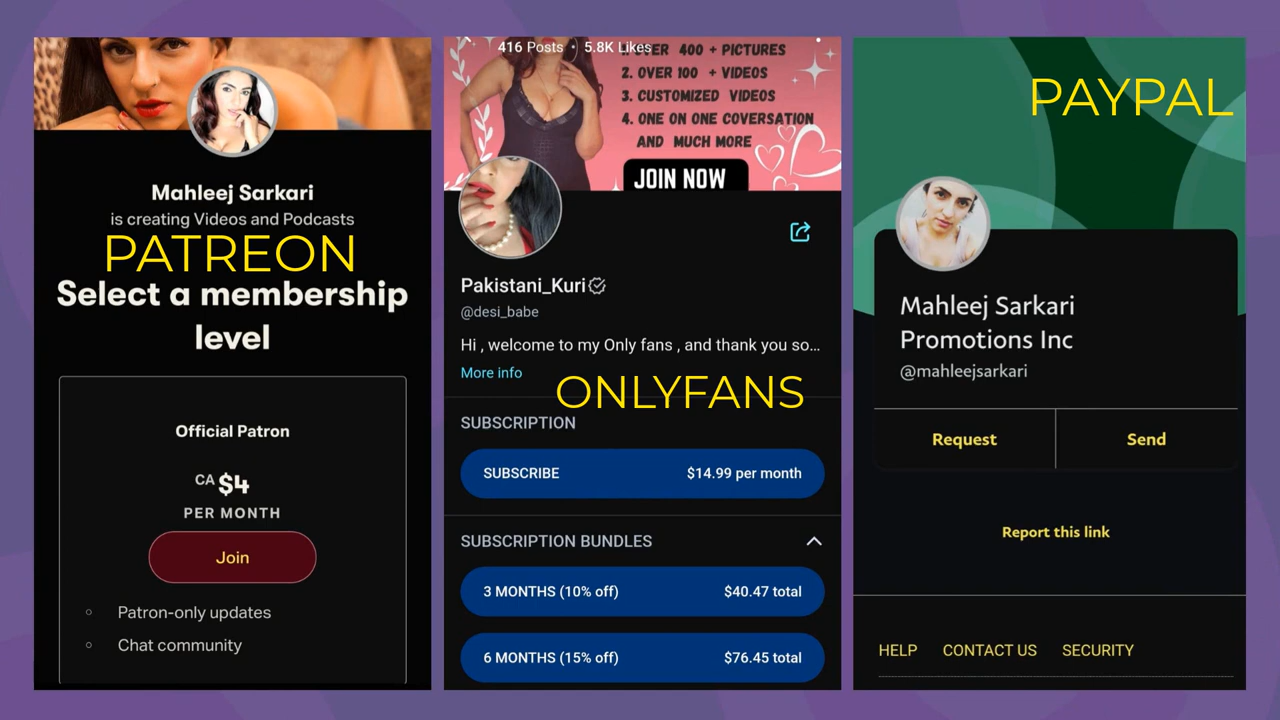 Mahleej Sarkari
is creating Videos and Podcasts
PATREON
Select a membership
level
Official Patron
CA $4
PER MONTH
Join
Patron-only updates
Chat community
416 Posts • 5.8K Likes
1. OVER 400 + PICTURES
2. OVER 100 + VIDEOS
3. CUSTOMIZED VIDEOS
4. ONE ON ONE COVERSATION
AND MUCH MORE
JOIN NOW
Pakistani_Kuri
@desi_babe
Hi , welcome to my Only fans , and thank you so...
More info
ONLYFANS
SUBSCRIPTION
SUBSCRIBE $14.99 per month
SUBSCRIPTION BUNDLES
3 MONTHS (10% off) $40.47 total
6 MONTHS (15% off) $76.45 total
PAYPAL
Mahleej Sarkari
Promotions Inc
@mahleejsarkari
Request Send
Report this link
HELP CONTACT US SECURITY